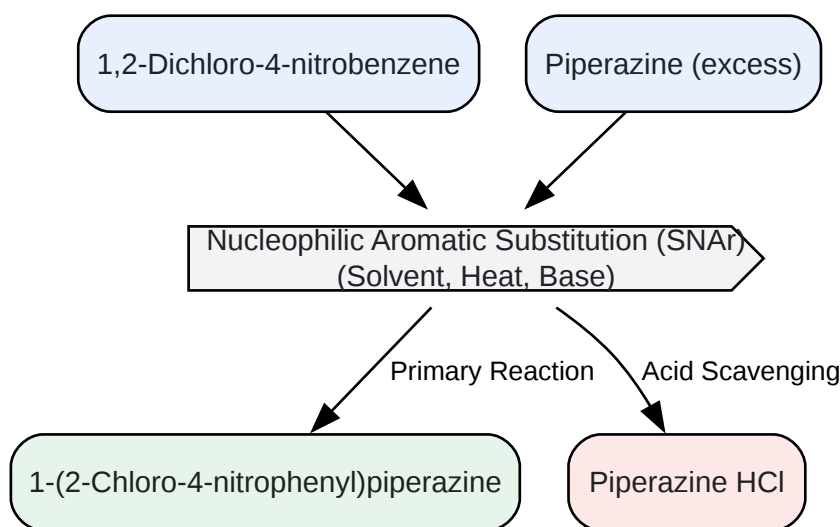 1,2-Dichloro-4-nitrobenzene
Piperazine (excess)
Nucleophilic Aromatic Substitution (SNAr)
(Solvent, Heat, Base)
Primary Reaction
Acid Scavenging
1-(2-Chloro-4-nitrophenyl)piperazine
Piperazine HCl